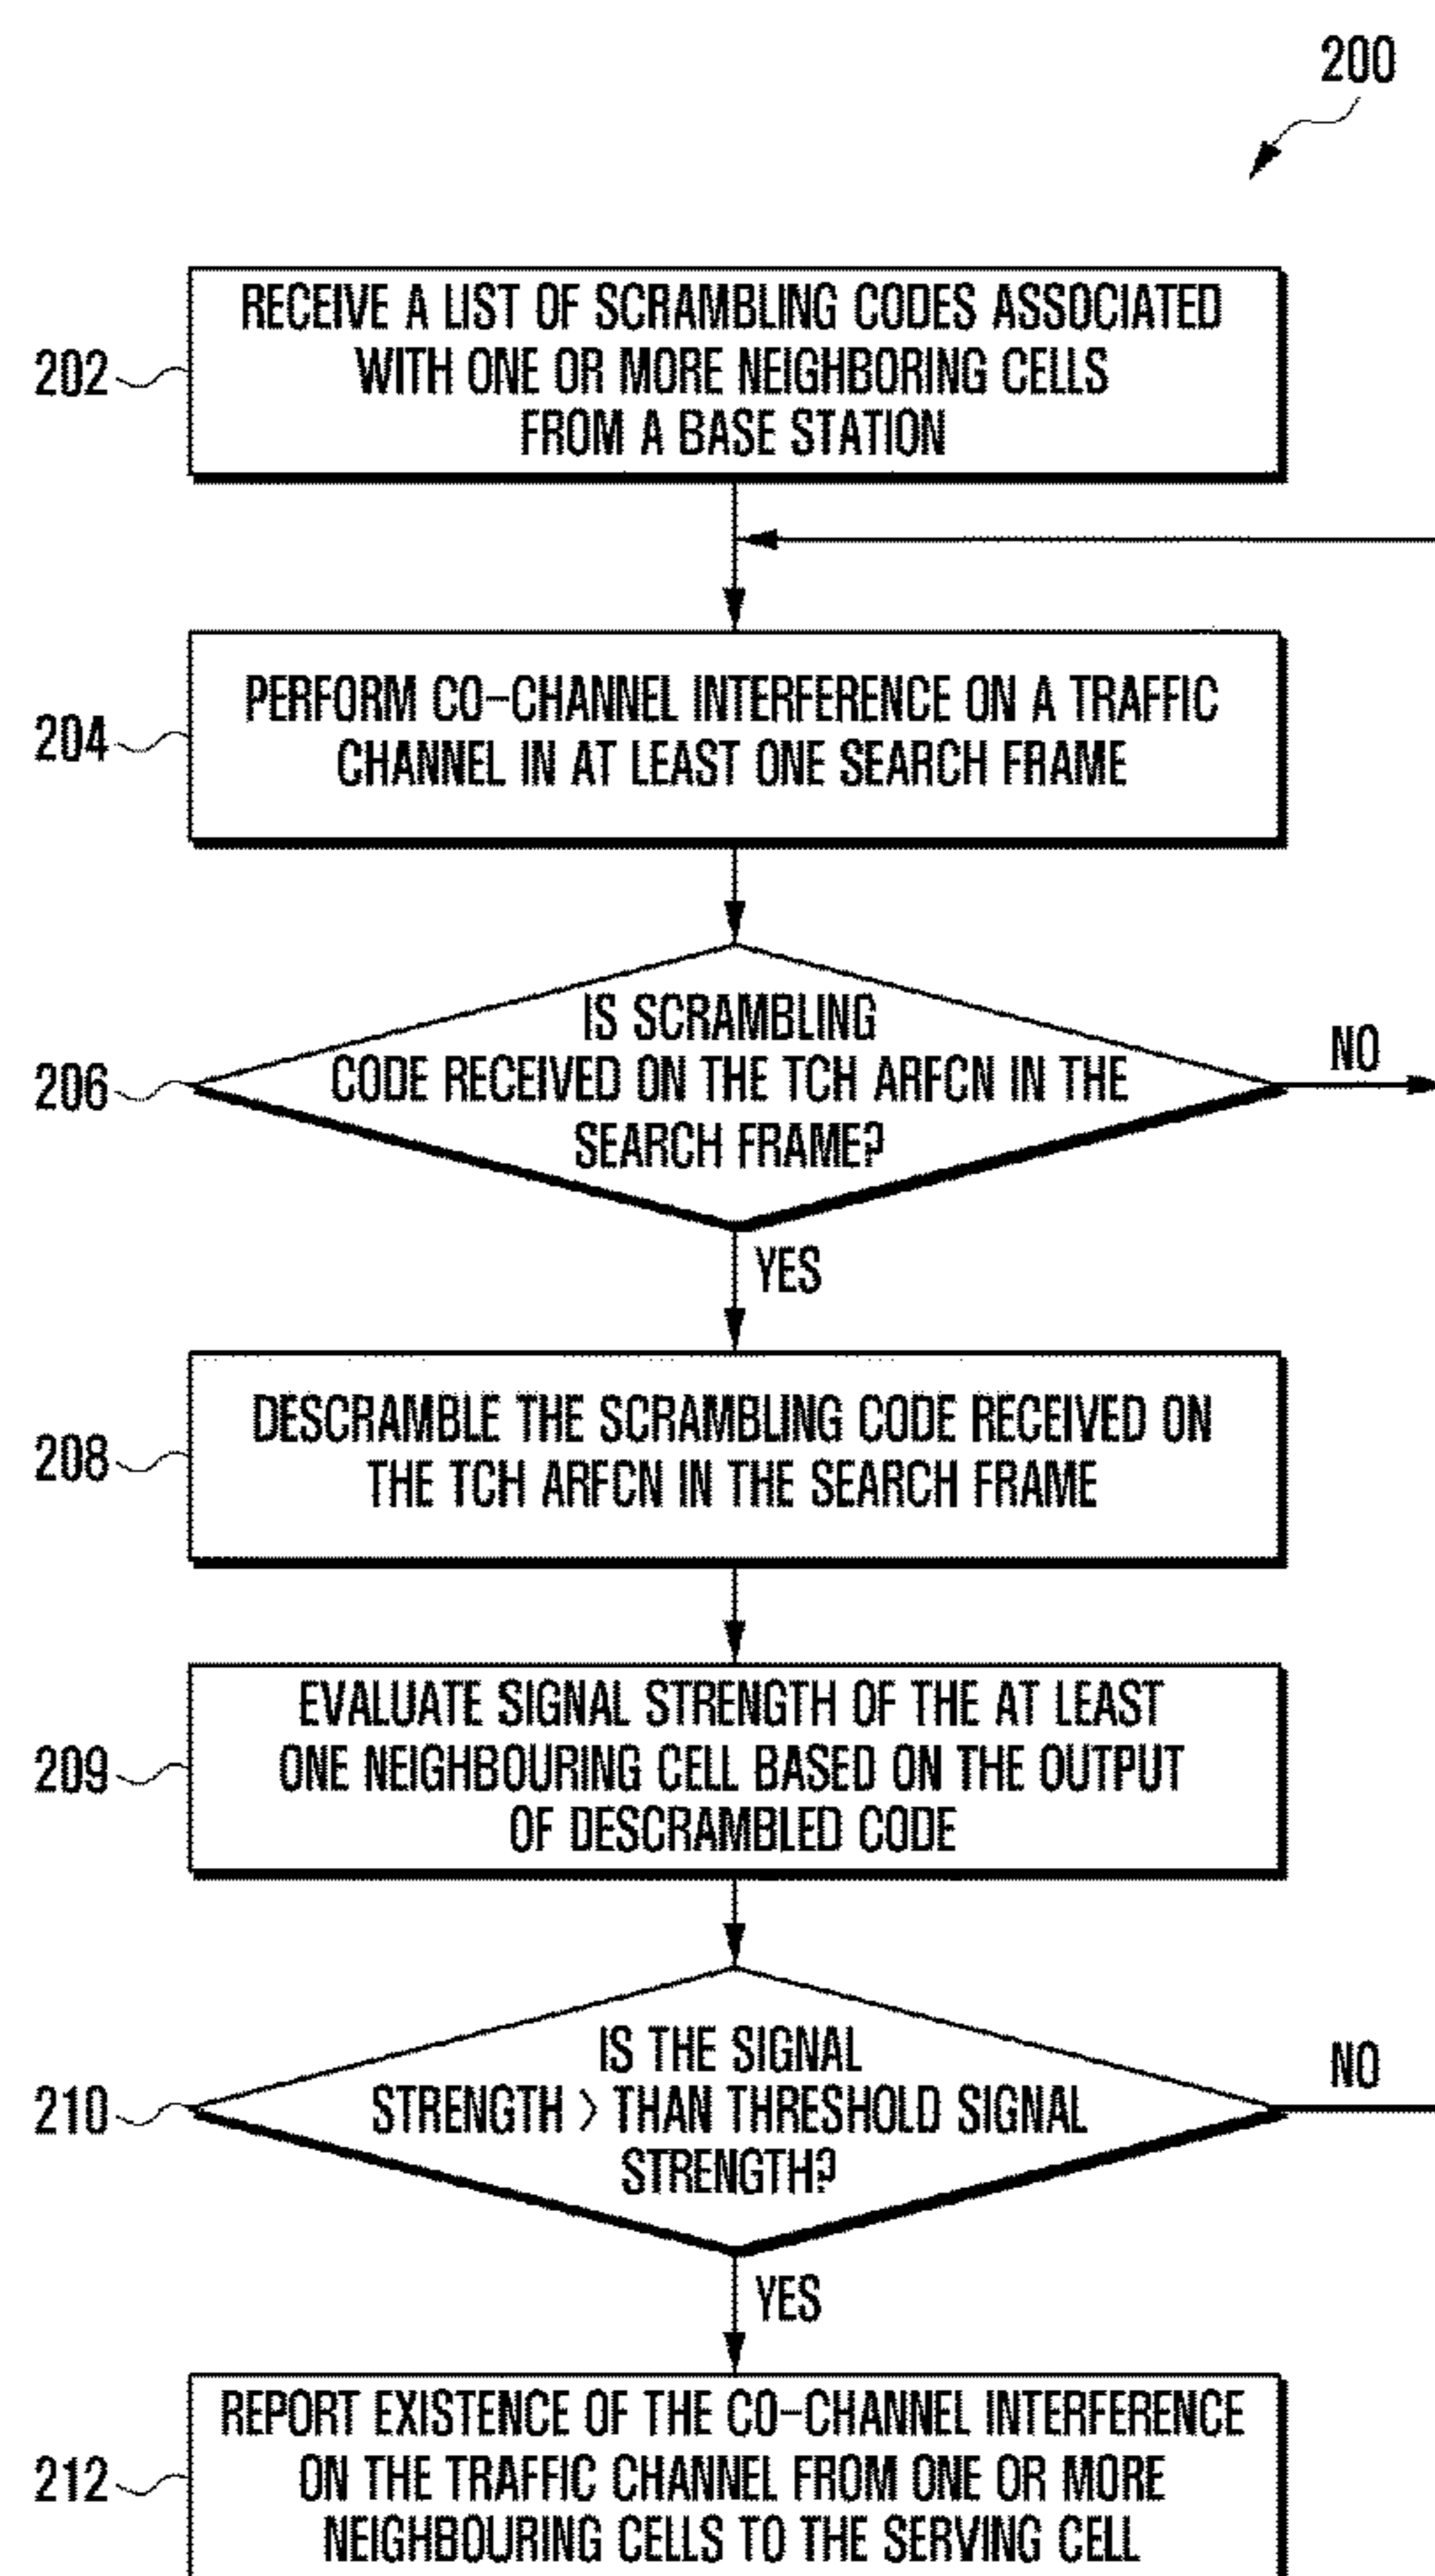 200
202
RECEIVE A LIST OF SCRAMBLING CODES ASSOCIATED
WITH ONE OR MORE NEIGHBORING CELLS
FROM A BASE STATION
204
PERFORM CO-CHANNEL INTERFERENCE ON A TRAFFIC
CHANNEL IN AT LEAST ONE SEARCH FRAME
206
IS SCRAMBLING
CODE RECEIVED ON THE TCH ARFCN IN THE
SEARCH FRAME?
NO
YES
208
DESCRAMBLE THE SCRAMBLING CODE RECEIVED ON
THE TCH ARFCN IN THE SEARCH FRAME
209
EVALUATE SIGNAL STRENGTH OF THE AT LEAST
ONE NEIGHBOURING CELL BASED ON THE OUTPUT
OF DESCRAMBLED CODE
210
IS THE SIGNAL
STRENGTH > THAN THRESHOLD SIGNAL
STRENGTH?
NO
YES
212
REPORT EXISTENCE OF THE CO-CHANNEL INTERFERENCE
ON THE TRAFFIC CHANNEL FROM ONE OR MORE
NEIGHBOURING CELLS TO THE SERVING CELL